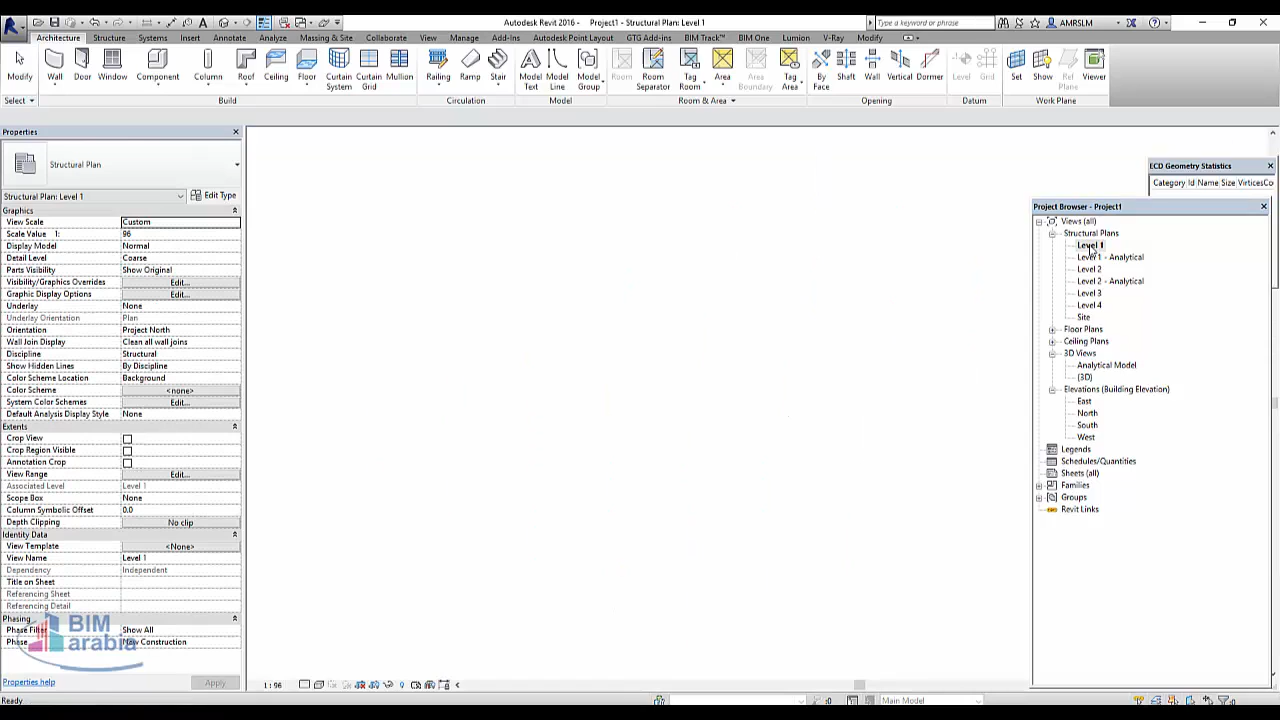 Autodesk Revit 2016 - Project1 - Structural Plan: Level 1
Type a keyword or phrase
AMRSLM
Architecture Structure Systems Insert Annotate Analyze Massing & Site Collaborate View Manage Add-Ins Autodesk Point Layout GTG Add-ins BIM Track™ BIM One Lumion V-Ray Modify
Modify Wall Door Window Component Column Roof Ceiling Floor Curtain System Curtain Grid Mullion Railing Ramp Stair Model Text Model Line Model Group Room Room Separator Tag Room Area Area Boundary Tag Area By Face Shaft Wall Vertical Dormer Level Grid Set Show Ref Plane Viewer
Select Build Circulation Model Room & Area Opening Datum Work Plane
Properties
Structural Plan
Structural Plan: Level 1 Edit Type
Graphics
View Scale Custom
Scale Value 1: 96
Display Model Normal
Detail Level Coarse
Parts Visibility Show Original
Visibility/Graphics Overrides Edit...
Graphic Display Options Edit...
Underlay None
Underlay Orientation Plan
Orientation Project North
Wall Join Display Clean all wall joins
Discipline Structural
Show Hidden Lines By Discipline
Color Scheme Location Background
Color Scheme <none>
System Color Schemes Edit...
Default Analysis Display Style None
Extents
Crop View
Crop Region Visible
Annotation Crop
View Range Edit...
Associated Level Level 1
Scope Box None
Column Symbolic Offset 0.0
Depth Clipping No clip
Identity Data
View Template <None>
View Name Level 1
Dependency Independent
Title on Sheet
Referencing Sheet
Referencing Detail
Phasing
Phase Filter Show All
Phase New Construction
BIM
arabia
Properties help Apply
ECD Geometry Statistics
Category Id Name Size VirticesCo
Project Browser - Project1
Views (all)
Structural Plans
Level 1
Level 1 - Analytical
Level 2
Level 2 - Analytical
Level 3
Level 4
Site
Floor Plans
Ceiling Plans
3D Views
Analytical Model
{3D}
Elevations (Building Elevation)
East
North
South
West
Legends
Schedules/Quantities
Sheets (all)
Families
Groups
Revit Links
1 : 96
Ready :0 Main Model :0